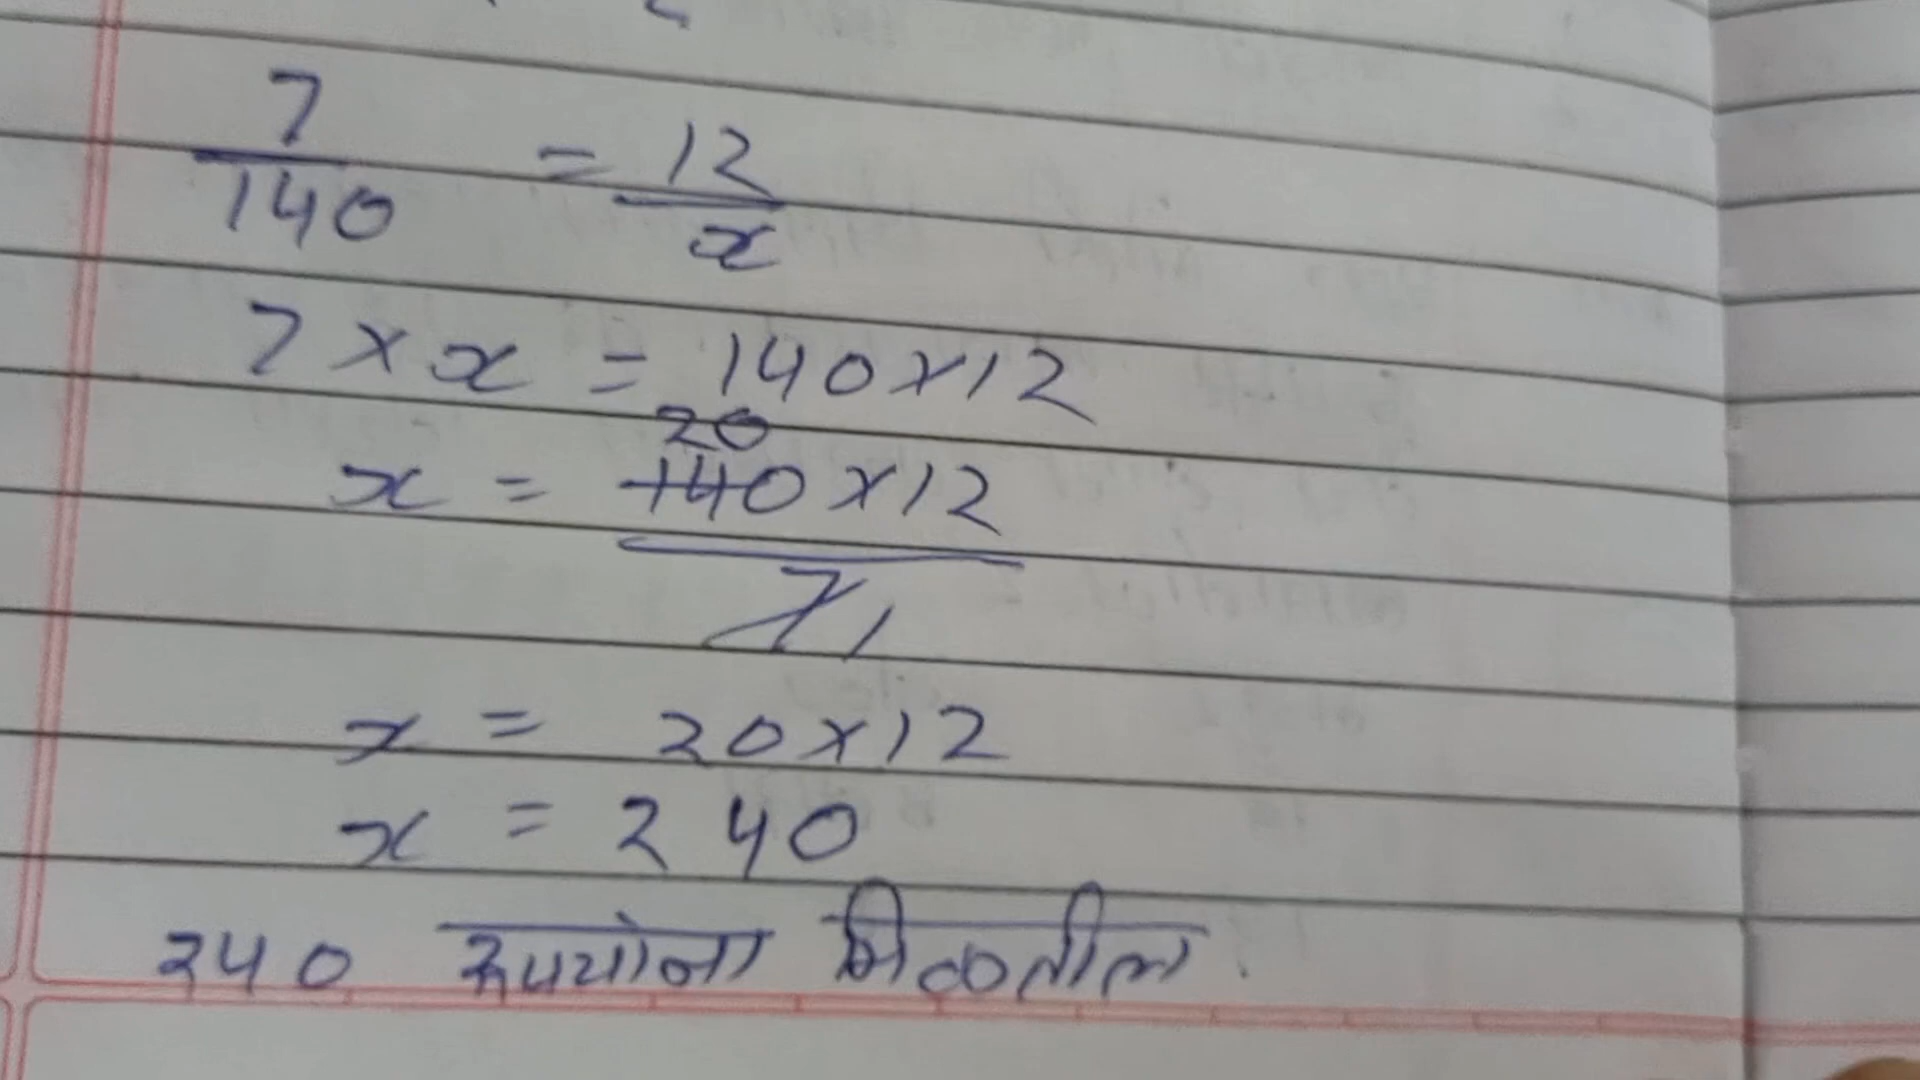 7/140 = 12/x
7 × x = 140 × 12
20
x = 140 × 12 / 7 1
x = 20 × 12
x = 240
240 रूपयांना मिळतील.